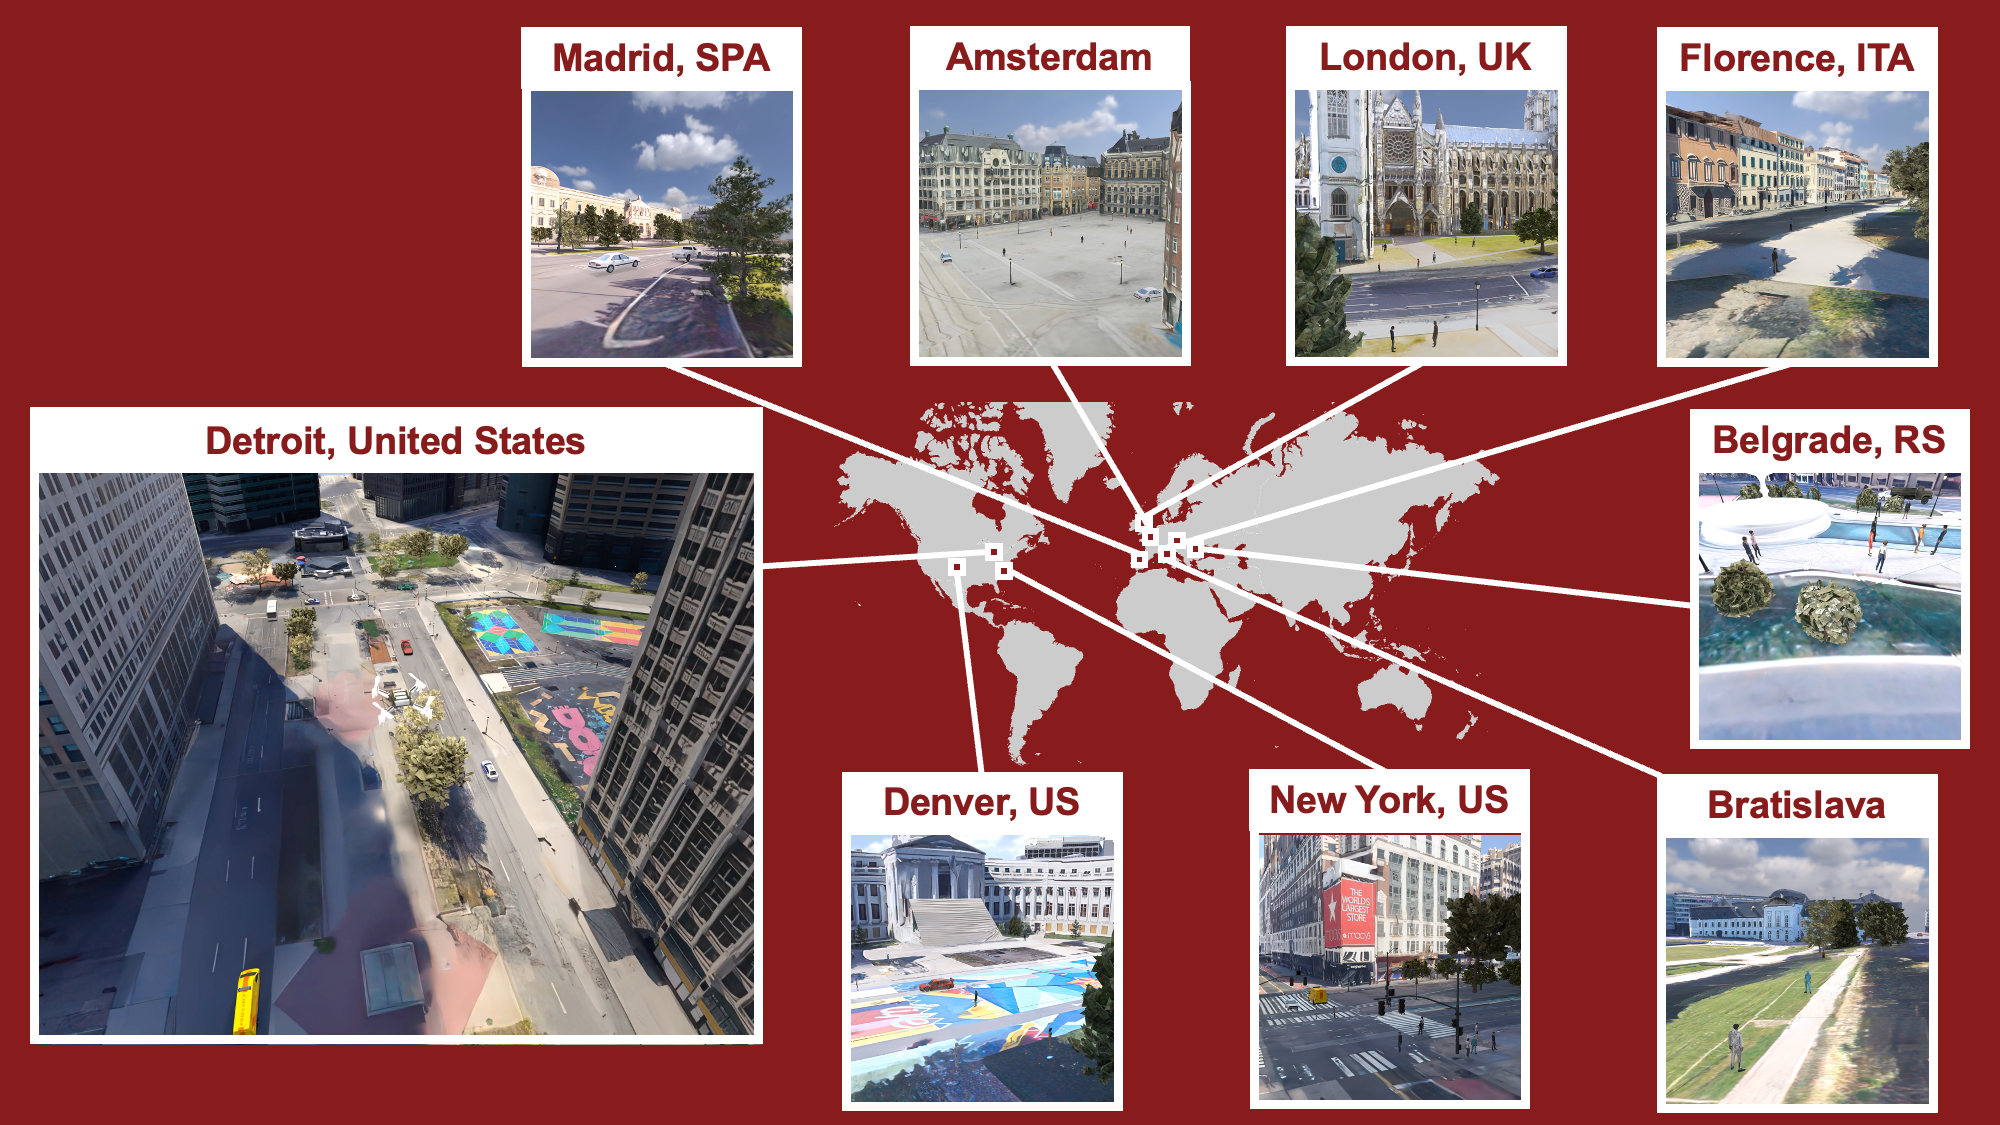 Madrid, SPA
Amsterdam
London, UK
Florence, ITA
Detroit, United States
Belgrade, RS
Denver, US
New York, US
THE
WORLD'S
LARGEST
STORE
macys
Bratislava